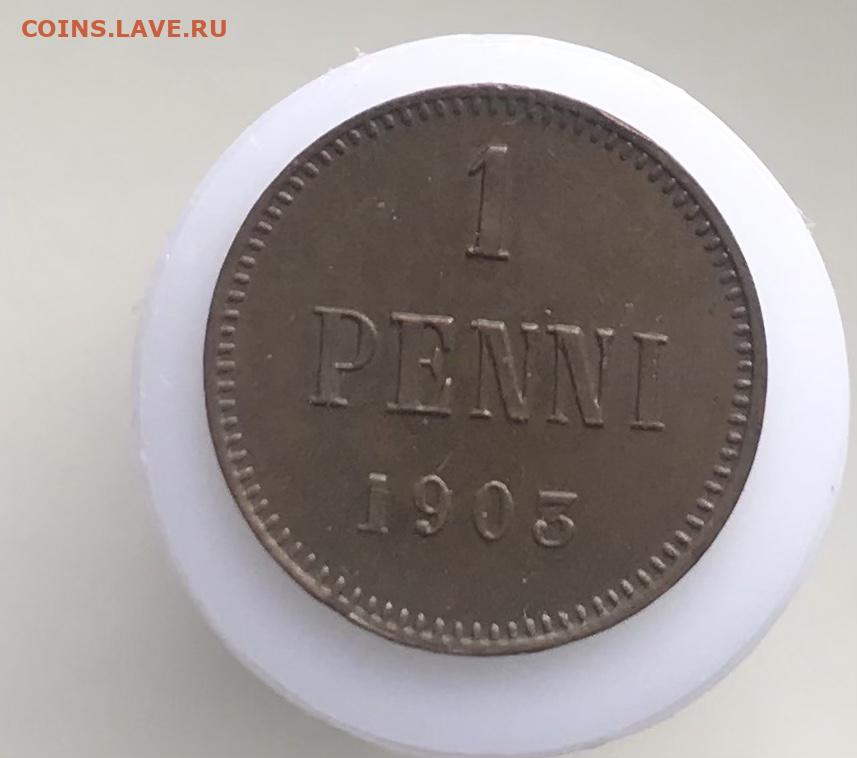 COINS.LAVE.RU
1
PENNI
1903